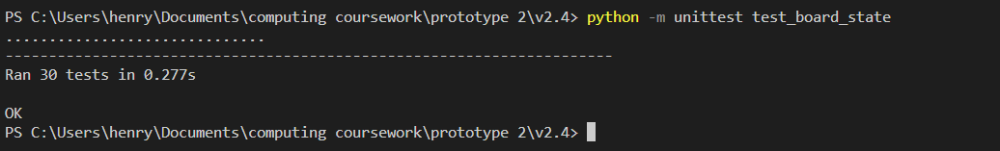 PS C:\Users\henry\Documents\computing coursework\prototype 2\v2.4> python -m unittest test_board_state
..............................
----------------------------------------------------------------------
Ran 30 tests in 0.277s
OK
PS C:\Users\henry\Documents\computing coursework\prototype 2\v2.4>